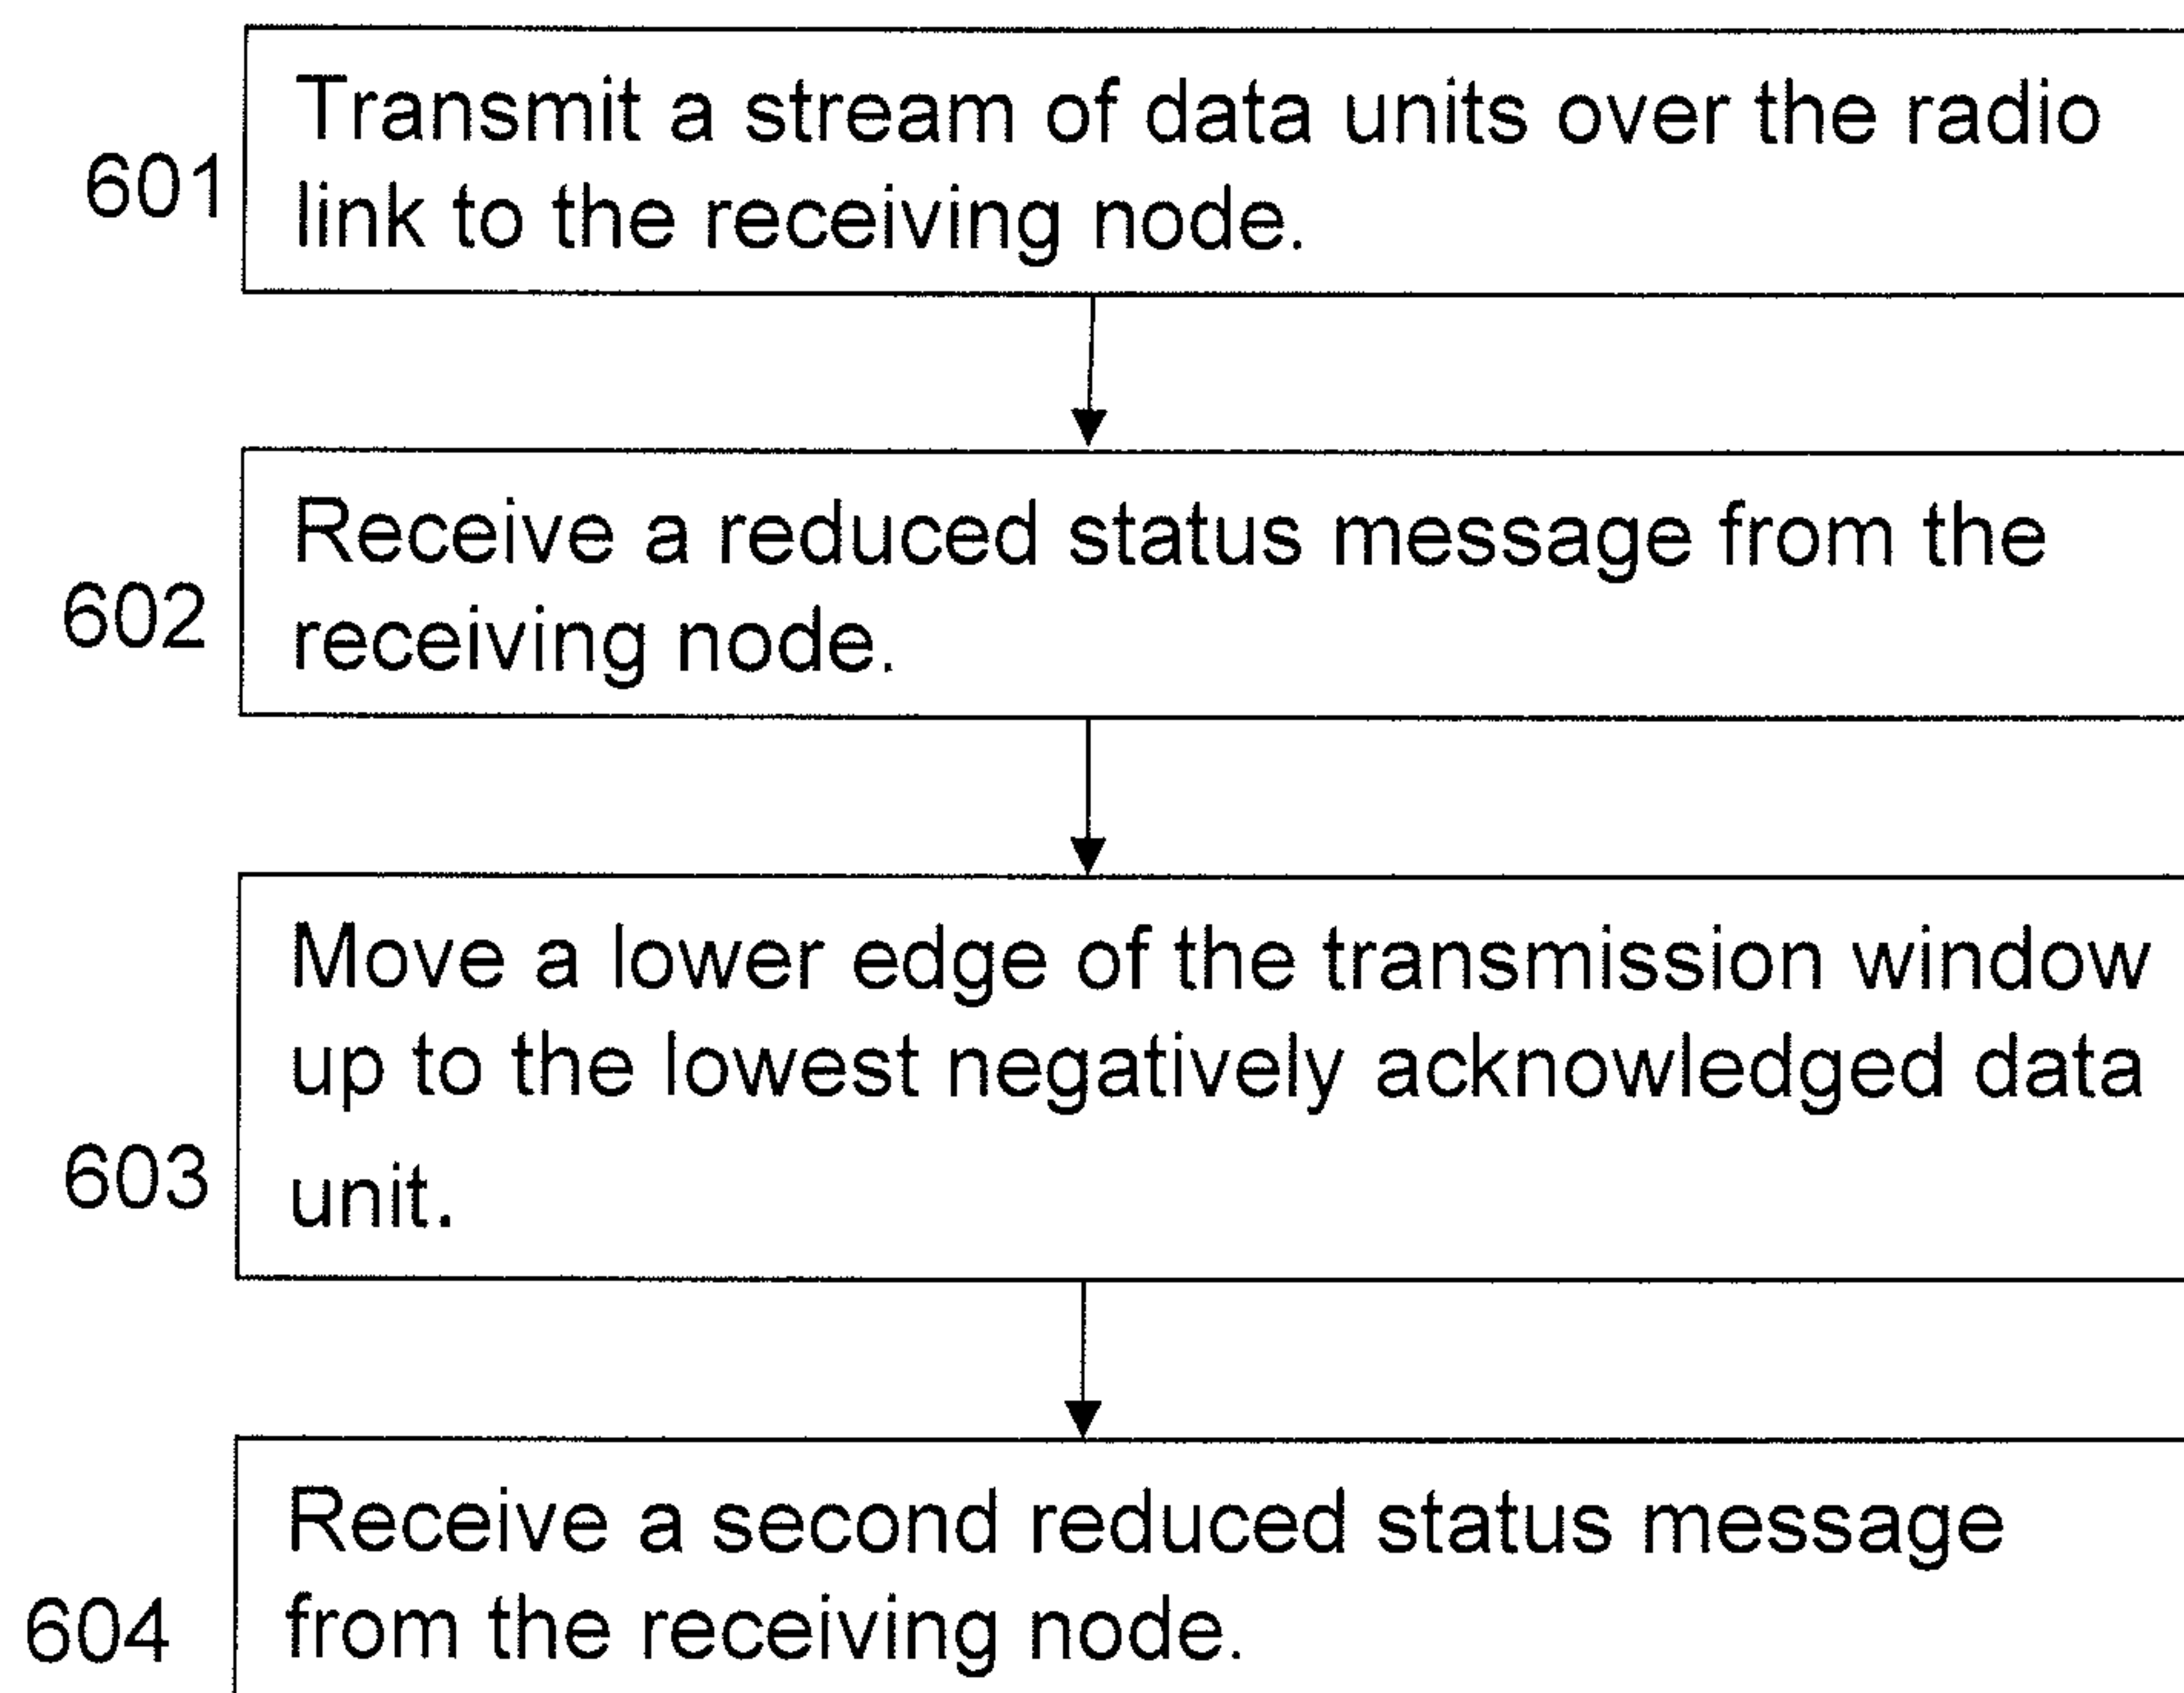 Transmit a stream of data units over the radio
601
link to the receiving node.
Receive a reduced status message from the
602
receiving node.
Move a lower edge of the transmission window
up to the lowest negatively acknowledged data
603
unit.
Receive a second reduced status message
604
from the receiving node.